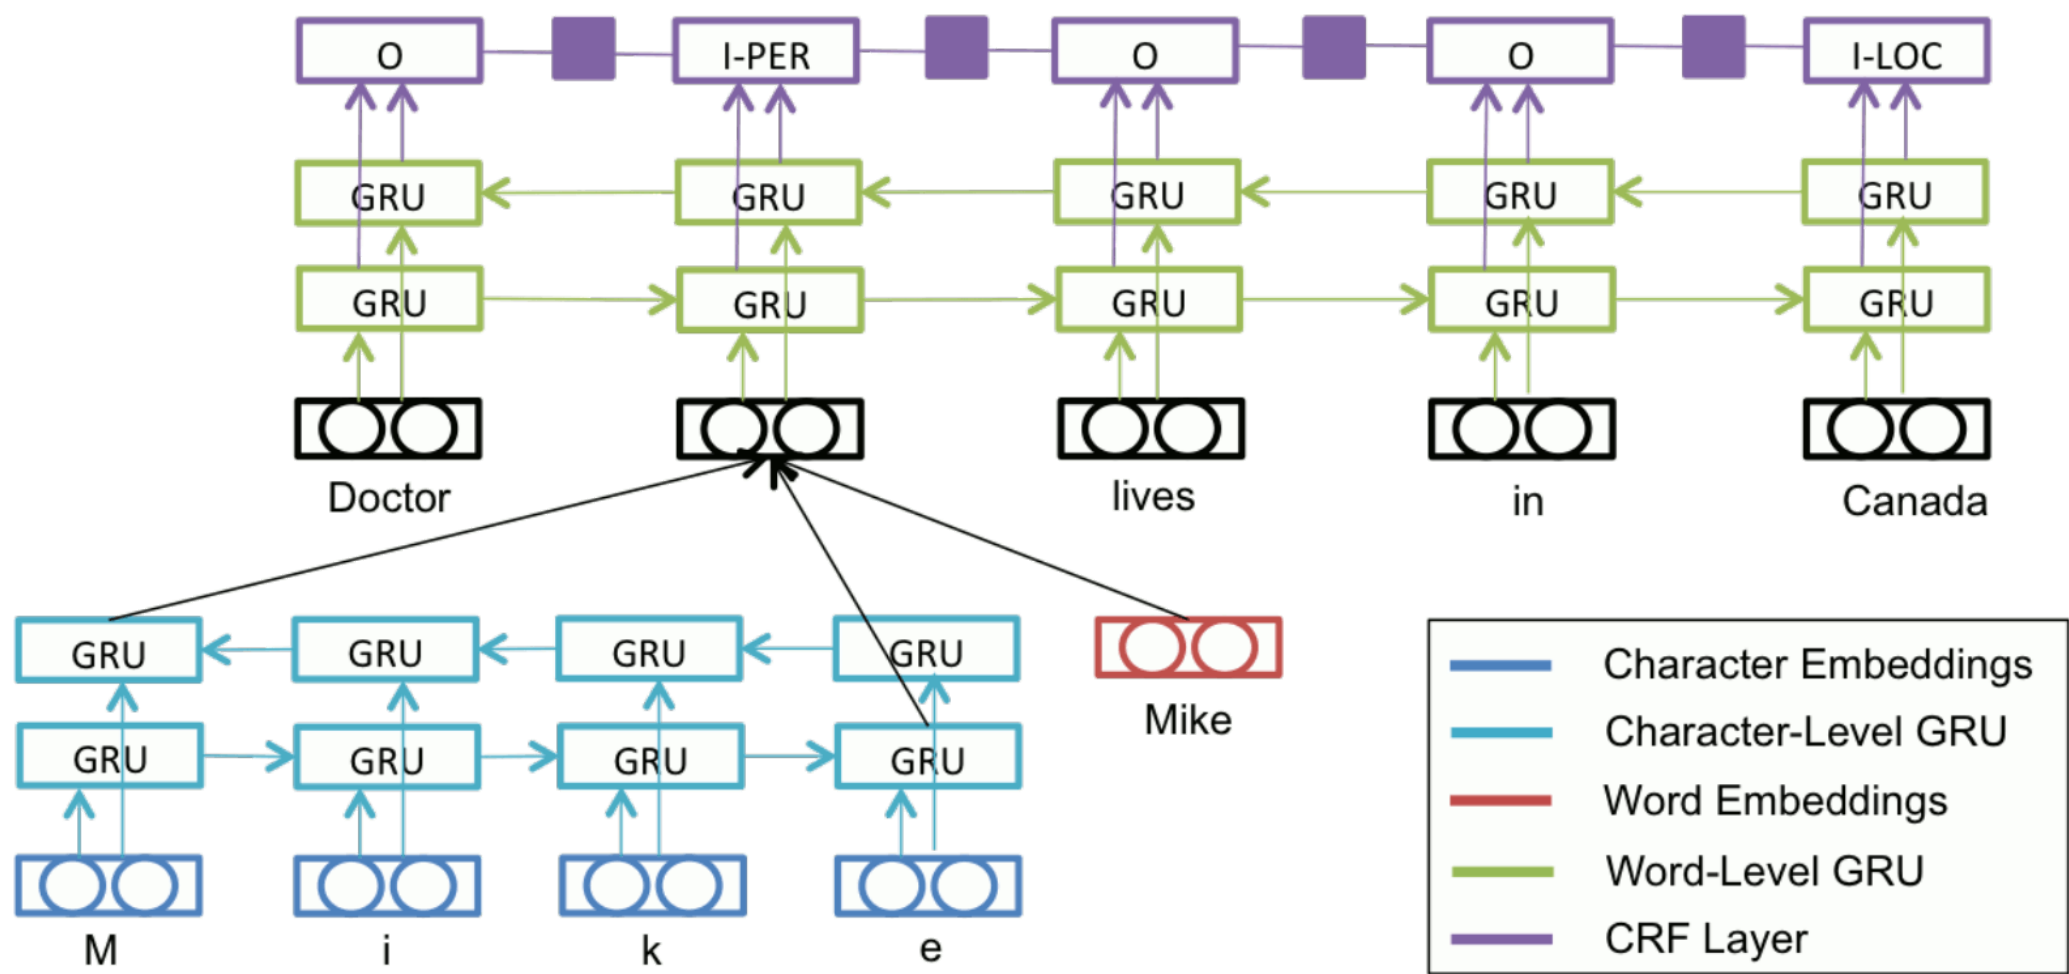 O I-PER O O I-LOC
GRU GRU GRU GRU GRU
GRU GRU GRU GRU GRU
Doctor lives in Canada
GRU GRU GRU GRU
Mike
GRU GRU GRU GRU
M i k e
Character Embeddings
Character-Level GRU
Word Embeddings
Word-Level GRU
CRF Layer